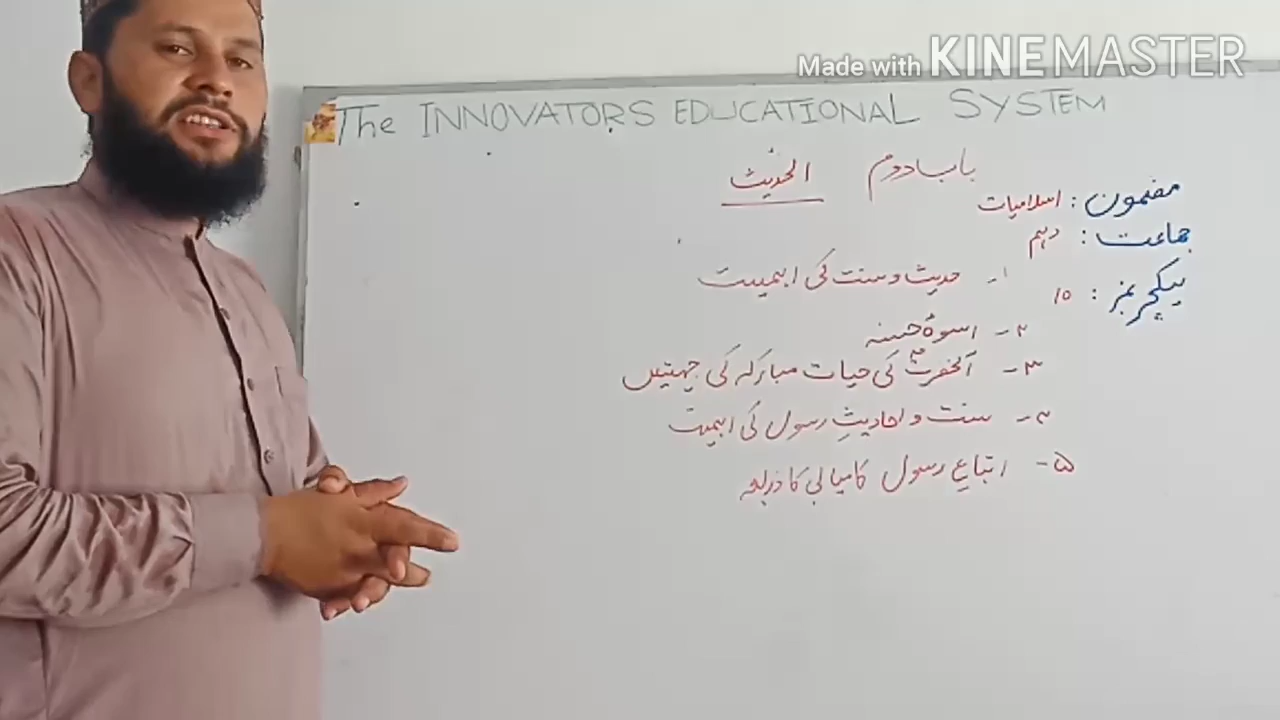 Made with KINEMASTER
The INNOVATORS EDUCATIONAL SYSTEM
باب دوم الحدیث
مضمون: اسلامیات
جماعت: دہم
لیکچر نمبر: ۱۰
۱- حدیث و سنت کی اہمیت
۲- اسوۂ حسنہ
۳- آنحضرتؐ کی حیات مبارکہ کی جہتیں
۴- سنت و احادیثِ رسول کی اہمیت
۵- اتباعِ رسول کامیابی کا ذریعہ